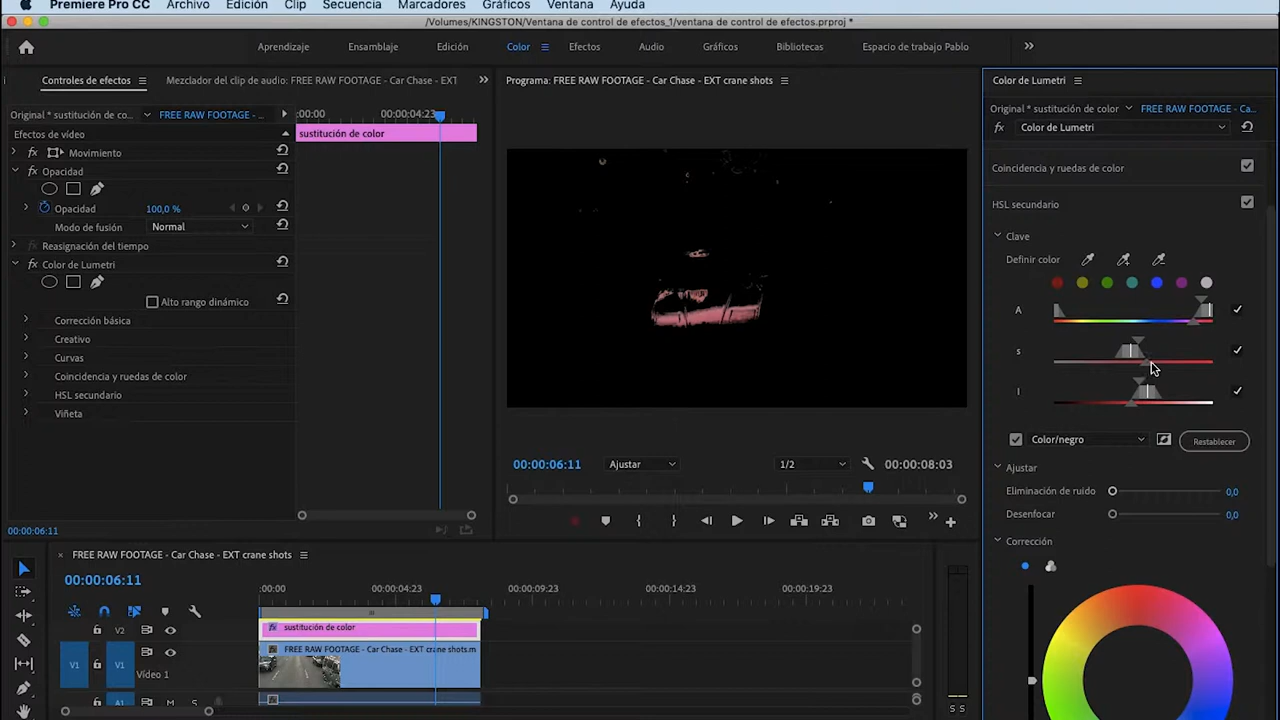 Premiere Pro CC Archivo Edición Clip Secuencia Marcadores Gráficos Ventana Ayuda
/Volumes/KINGSTON/Ventana de control de efectos_1/ventana de control de efectos.prproj *
Aprendizaje Ensamblaje Edición Color Efectos Audio Gráficos Bibliotecas Espacio de trabajo Pablo
Controles de efectos Mezclador del clip de audio: FREE RAW FOOTAGE - Car Chase - EXT
Programa: FREE RAW FOOTAGE - Car Chase - EXT crane shots
Color de Lumetri
Original * sustitución de co... FREE RAW FOOTAGE - ...
:00:00 00:00:04:23
Original * sustitución de color FREE RAW FOOTAGE - Ca...
fx Color de Lumetri
Efectos de vídeo
sustitución de color
fx Movimiento
fx Opacidad
Opacidad 100,0 %
Modo de fusión Normal
fx Reasignación del tiempo
fx Color de Lumetri
Alto rango dinámico
Corrección básica
Creativo
Curvas
Coincidencia y ruedas de color
HSL secundario
Viñeta
00:00:06:11
00:00:06:11 Ajustar 1/2 00:00:08:03
Coincidencia y ruedas de color
HSL secundario
Clave
Definir color
A
s
l
Color/negro Restablecer
Ajustar
Eliminación de ruido 0,0
Desenfocar 0,0
Corrección
× FREE RAW FOOTAGE - Car Chase - EXT crane shots
00:00:06:11
:00:00 00:00:04:23 00:00:09:23 00:00:14:23 00:00:19:23
V2 fx sustitución de color
V1 V1 Vídeo 1 FREE RAW FOOTAGE - Car Chase - EXT crane shots.m
A1 M S
S S